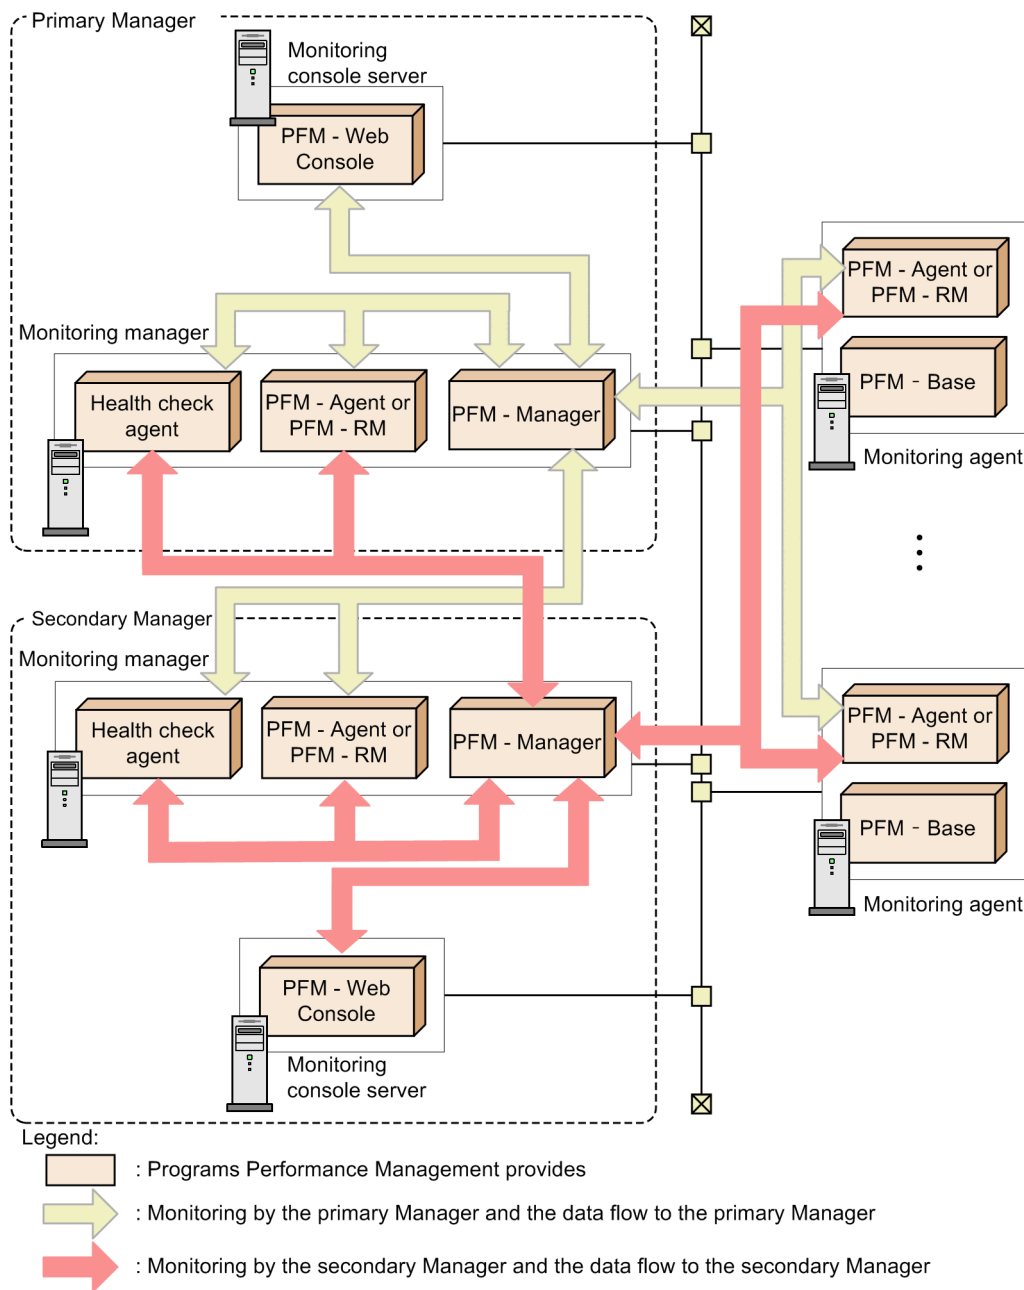 Primary Manager
Monitoring
console server
PFM - Web
Console
Monitoring manager
Health check
agent
PFM - Agent or
PFM - RM
PFM - Manager
PFM - Agent or
PFM - RM
PFM - Base
Monitoring agent
Secondary Manager
Monitoring manager
Health check
agent
PFM - Agent or
PFM - RM
PFM - Manager
PFM - Agent or
PFM - RM
PFM - Base
Monitoring agent
PFM - Web
Console
Monitoring
console server
Legend:
: Programs Performance Management provides
: Monitoring by the primary Manager and the data flow to the primary Manager
: Monitoring by the secondary Manager and the data flow to the secondary Manager